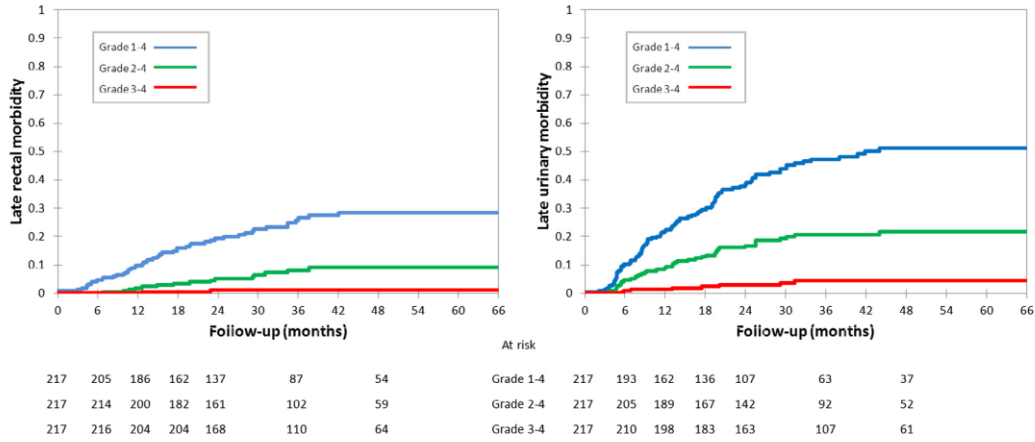 Late rectal morbidity
1
0.9
0.8
0.7
0.6
0.5
0.4
0.3
0.2
0.1
0
Grade 1-4
Grade 2-4
Grade 3-4
0 6 12 18 24 30 36 42 48 54 60 66
Follow-up (months)
Late urinary morbidity
1
0.9
0.8
0.7
0.6
0.5
0.4
0.3
0.2
0.1
0
Grade 1-4
Grade 2-4
Grade 3-4
0 6 12 18 24 30 36 42 48 54 60 66
Follow-up (months)
At risk
217 205 186 162 137 87 54 Grade 1-4 217 193 162 136 107 63 37
217 214 200 182 161 102 59 Grade 2-4 217 205 189 167 142 92 52
217 216 204 204 168 110 64 Grade 3-4 217 210 198 183 163 107 61